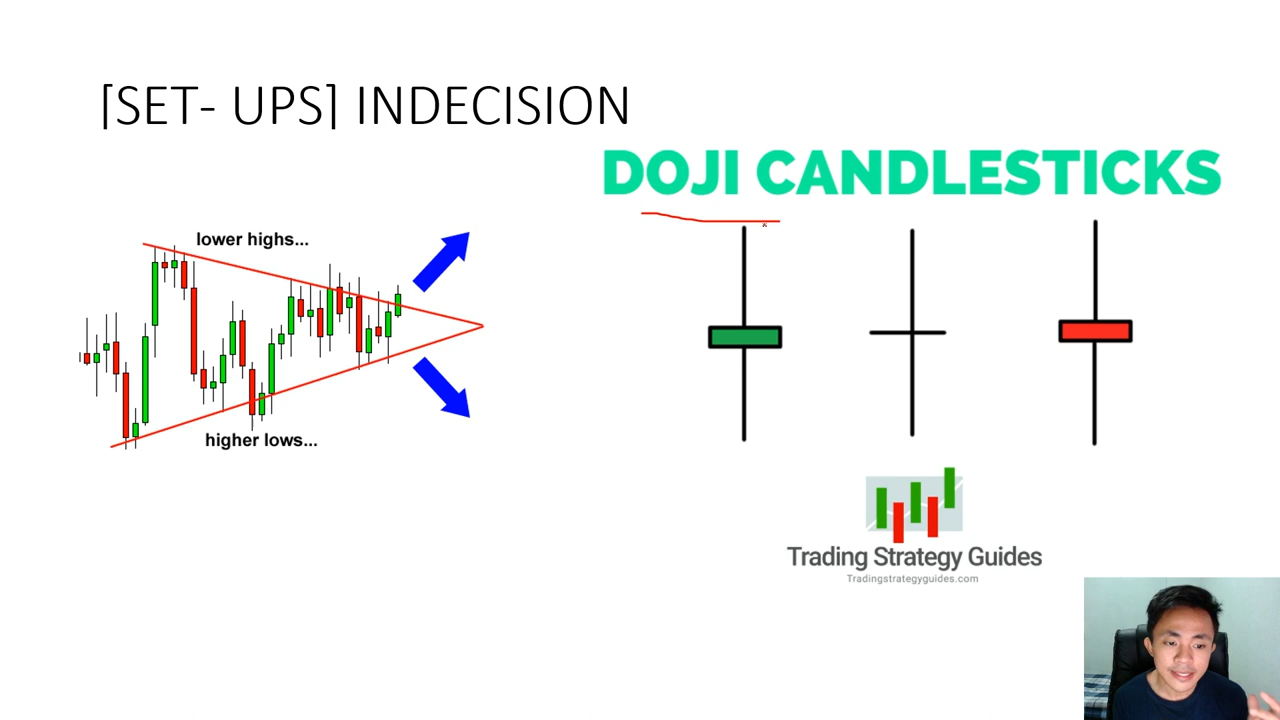 ⌈SET- UPS⌉ INDECISION
DOJI CANDLESTICKS
lower highs...
higher lows...
Trading Strategy Guides
Tradingstrategyguides.com